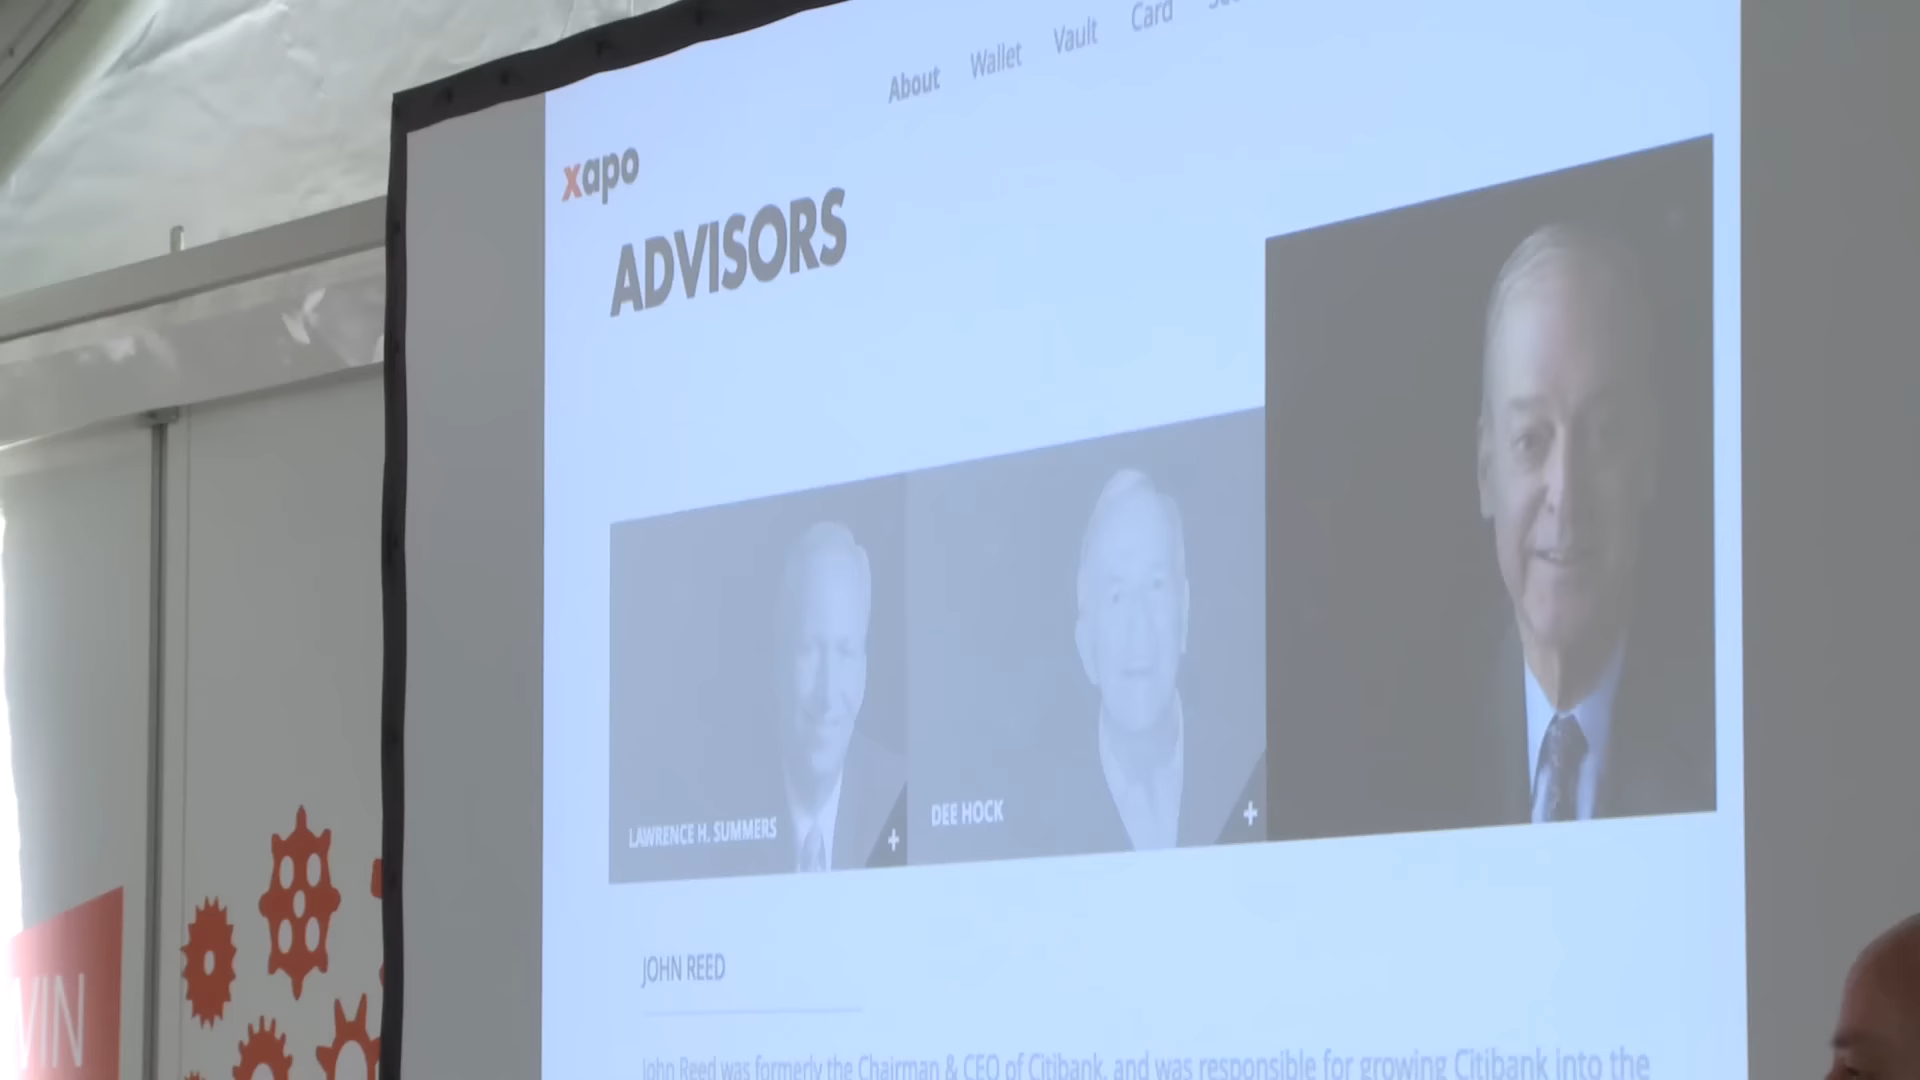 About Wallet Vault Card
xapo
ADVISORS
LAWRENCE H. SUMMERS
DEE HOCK
JOHN REED
John Reed was formerly the Chairman & CEO of Citibank, and was responsible for growing Citibank into the
VIN